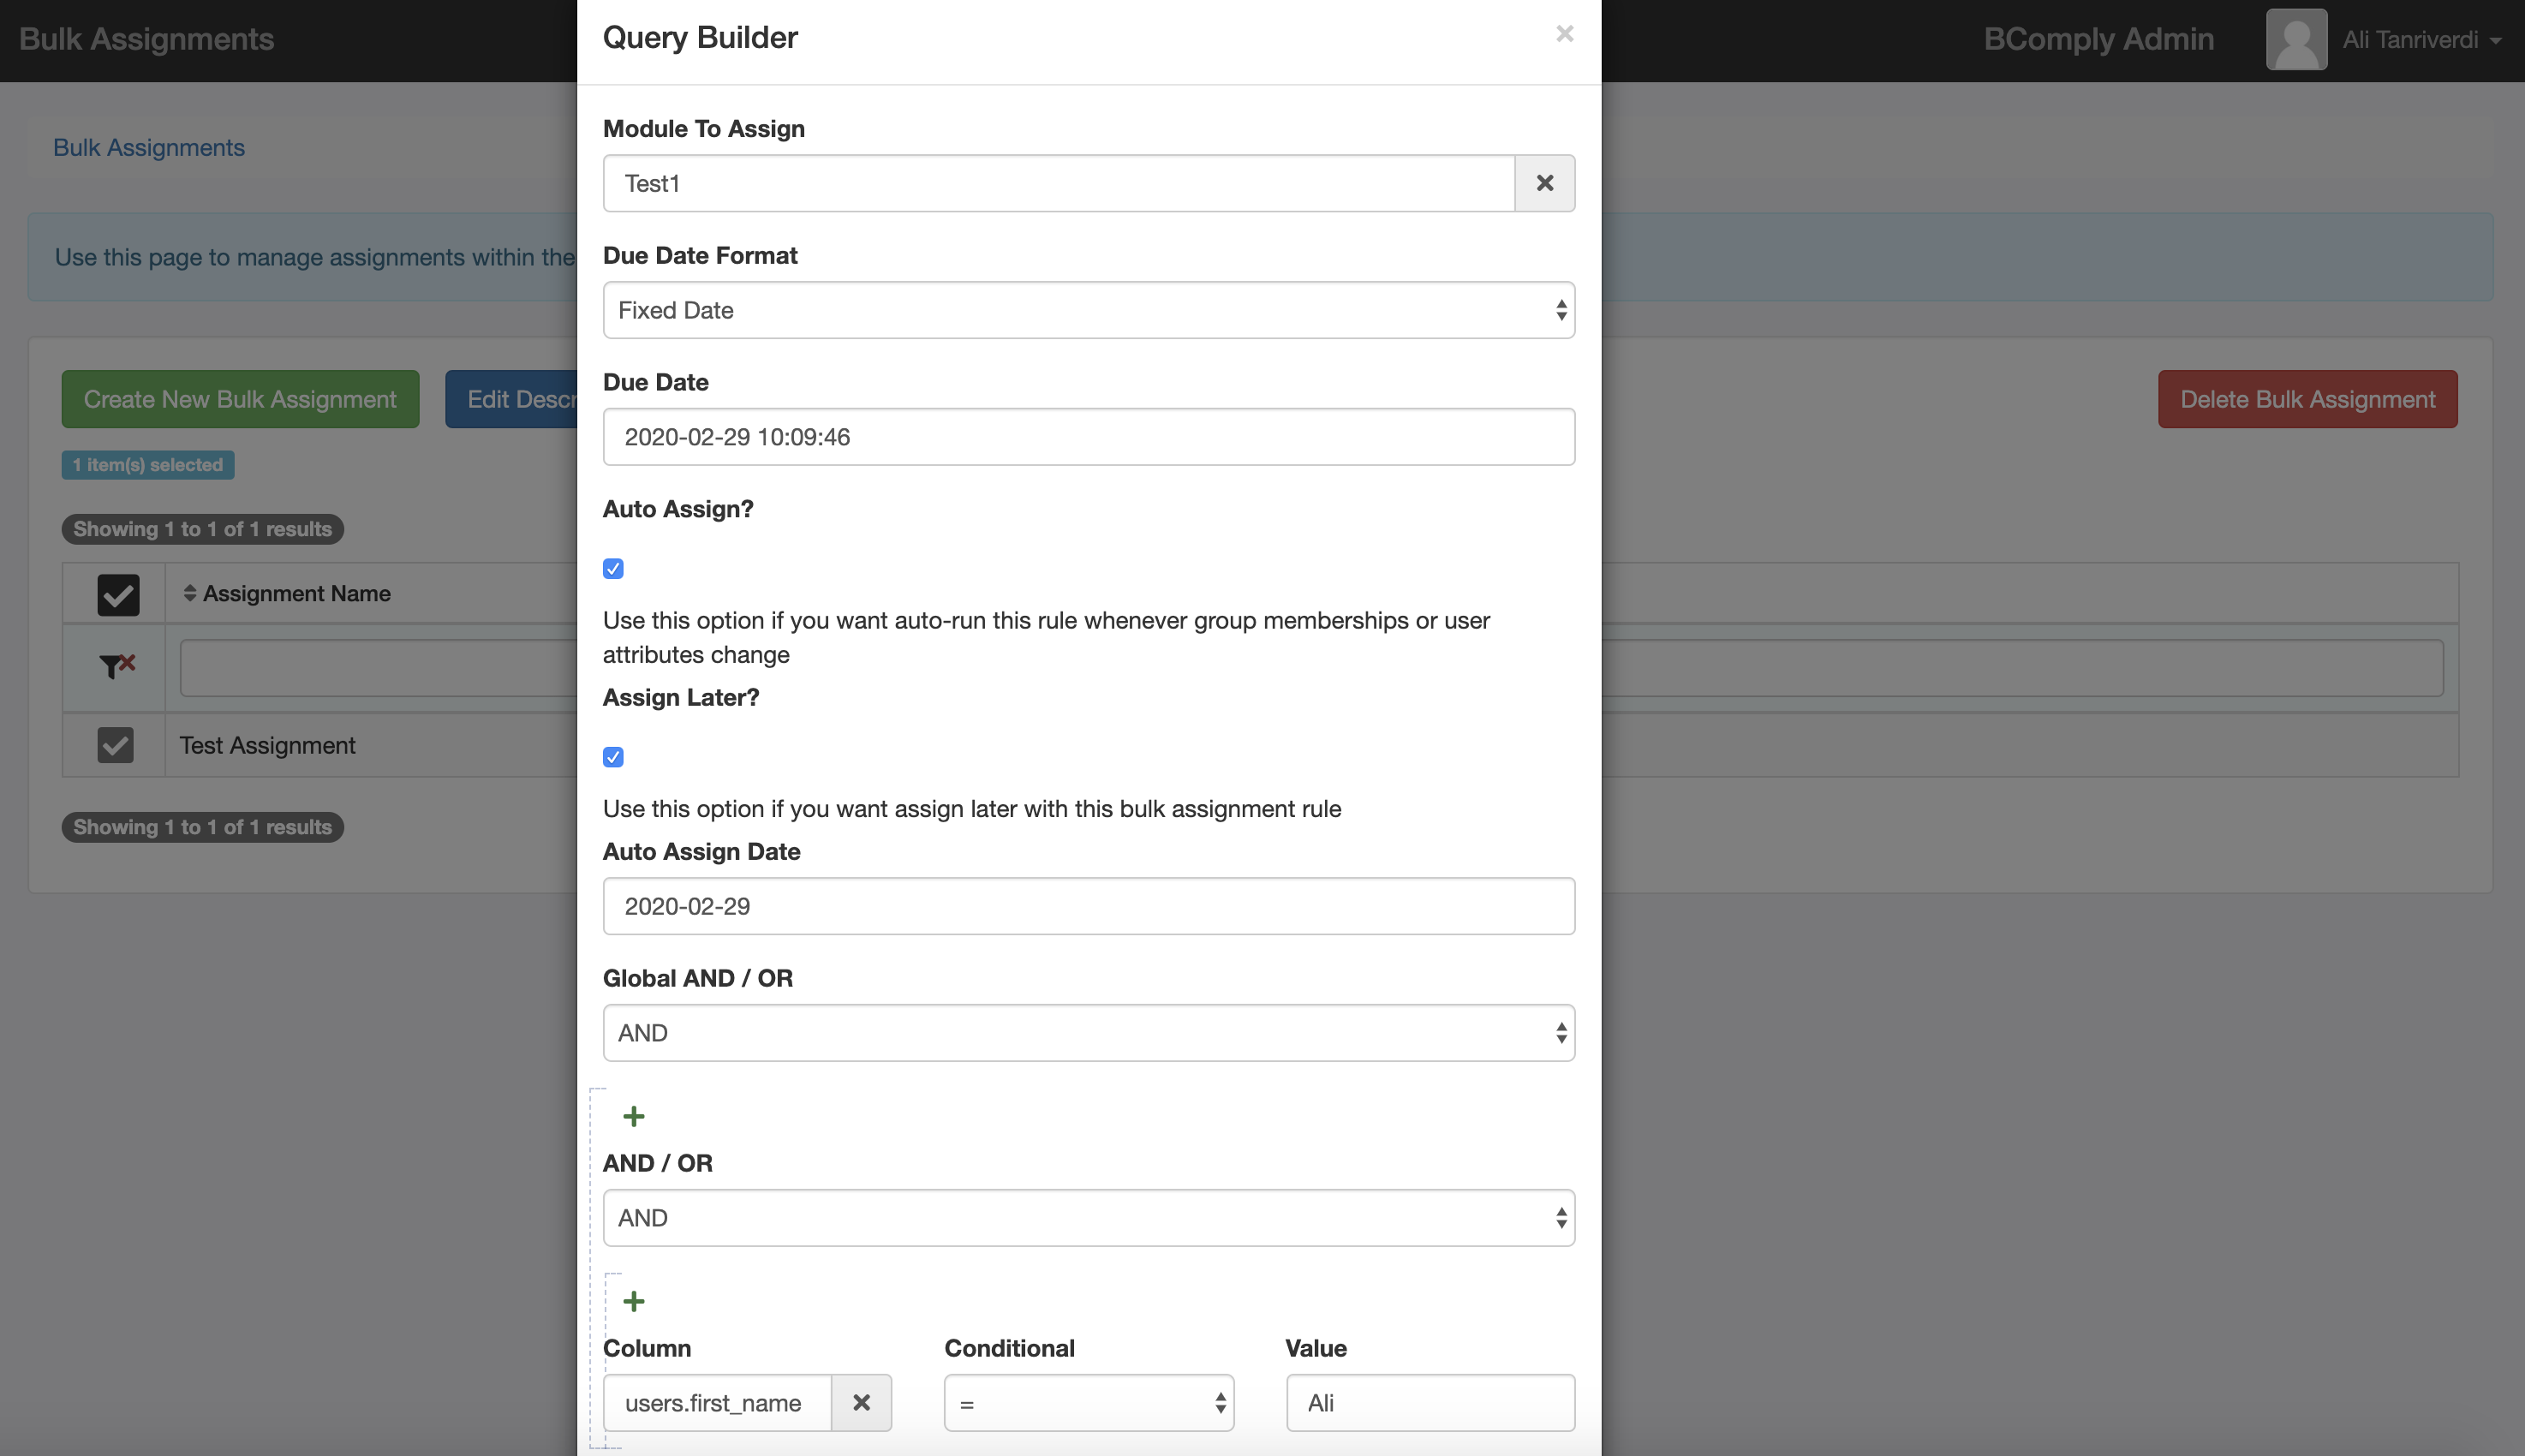 Bulk Assignments
Query Builder
×
BComply Admin
Ali Tanriverdi
Bulk Assignments
Module To Assign
Test1
Use this page to manage assignments within the
Due Date Format
Fixed Date
Due Date
2020-02-29 10:09:46
Create New Bulk Assignment
Edit Descr
Delete Bulk Assignment
1 item(s) selected
Showing 1 to 1 of 1 results
Assignment Name
Test Assignment
Showing 1 to 1 of 1 results
Auto Assign?
Use this option if you want auto-run this rule whenever group memberships or user
attributes change
Assign Later?
Use this option if you want assign later with this bulk assignment rule
Auto Assign Date
2020-02-29
Global AND / OR
AND
+
AND / OR
AND
+
Column Conditional Value
users.first_name = Ali